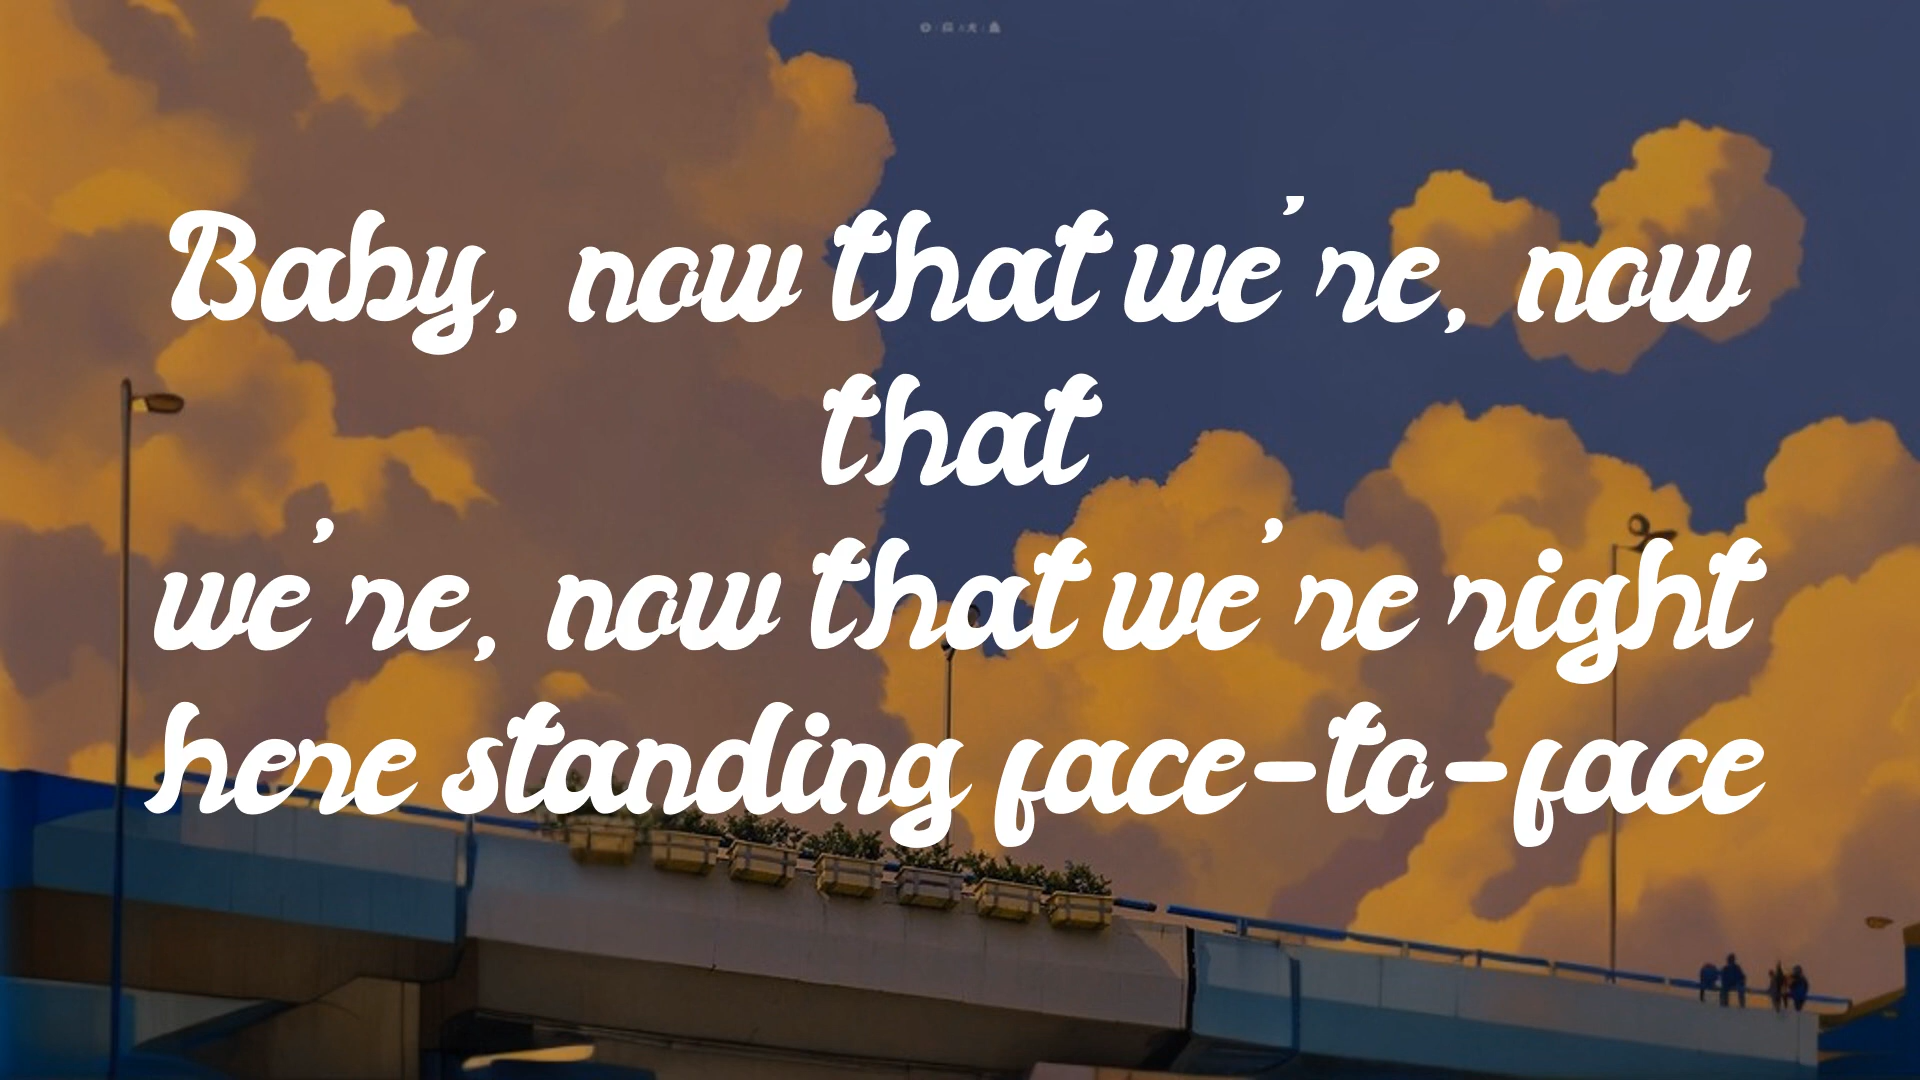 Baby, now that we're, now
that
we're, now that we're right
here standing face-to-face